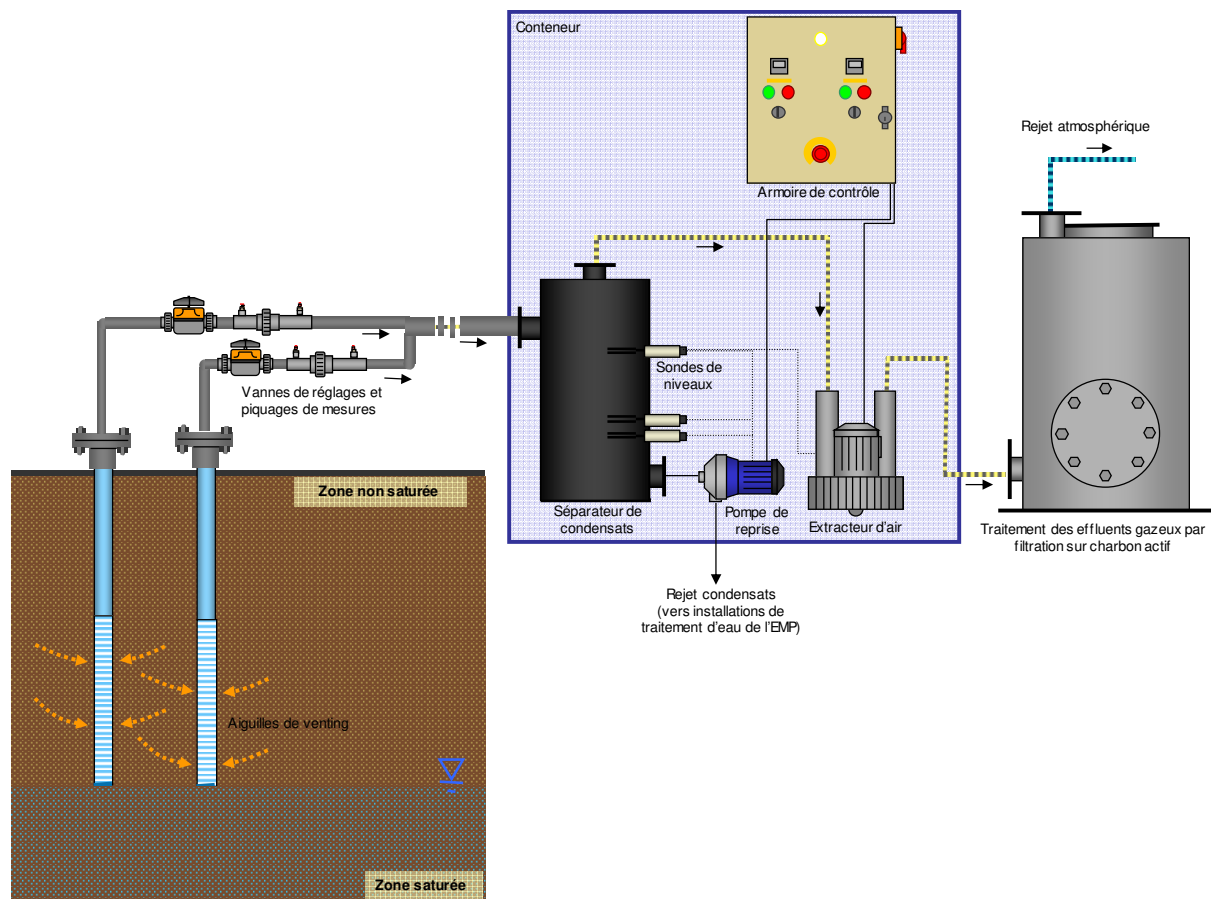 Conteneur
Rejet atmosphérique
Armoire de contrôle
Sondes de
niveaux
Vannes de réglages et
piquages de mesures
Zone non saturée
Séparateur de
condensats
Pompe de
reprise
Extracteur d'air
Traitement des effluents gazeux par
filtration sur charbon actif
Rejet condensats
(vers installations de
traitement d'eau de l'EMP)
Aiguilles de venting
Zone saturée